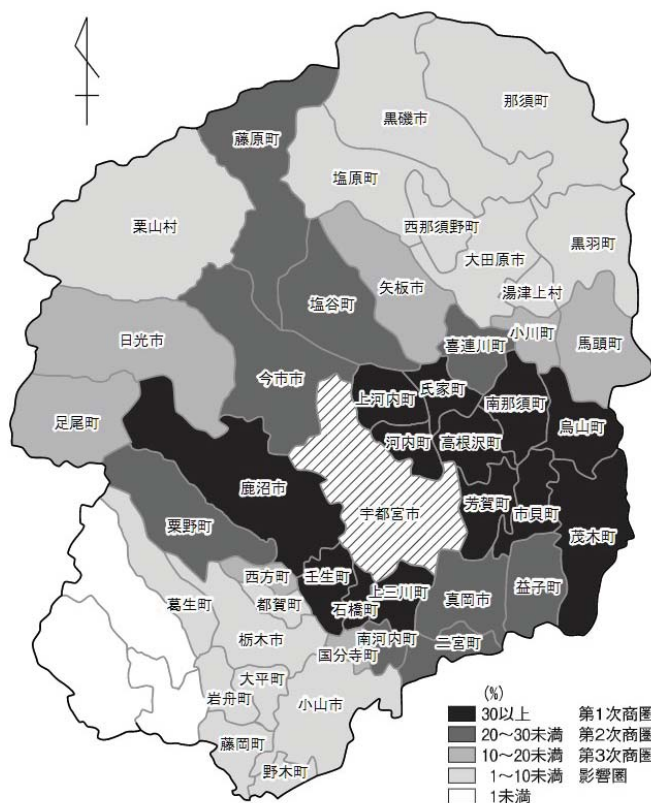 那須町
黒磯市
藤原町
塩原町
栗山村
西那須野町
黒羽町
大田原市
矢板市
湯津上村
塩谷町
日光市
小川町
喜連川町
馬頭町
今市市
氏家町
上河内町
南那須町
足尾町
烏山町
河内町
高根沢町
鹿沼市
芳賀町
市貝町
宇都宮市
茂木町
粟野町
西方町
壬生町
上三川町
益子町
葛生町
都賀町
石橋町
真岡市
栃木市
南河内町
二宮町
国分寺町
大平町
岩舟町
小山市
藤岡町
野木町
(%)
30以上 第1次商圏
20~30未満 第2次商圏
10~20未満 第3次商圏
1~10未満 影響圏
1未満